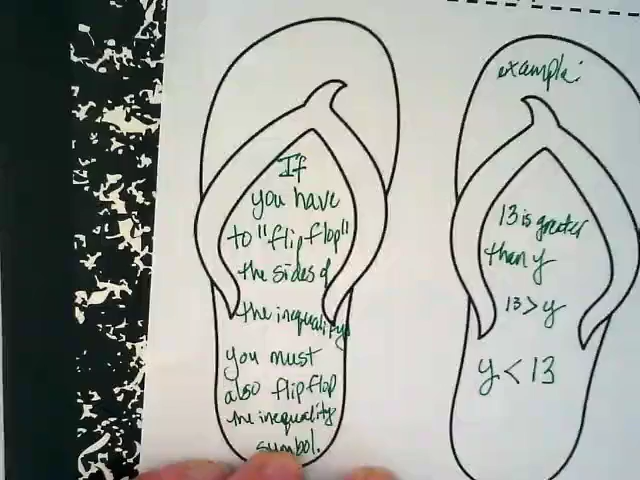 If
you have
to "flip flop"
the sides of
the inequality
you must
also flip flop
the inequality
symbol.
example:
13 is greater
than y
13 > y
y < 13